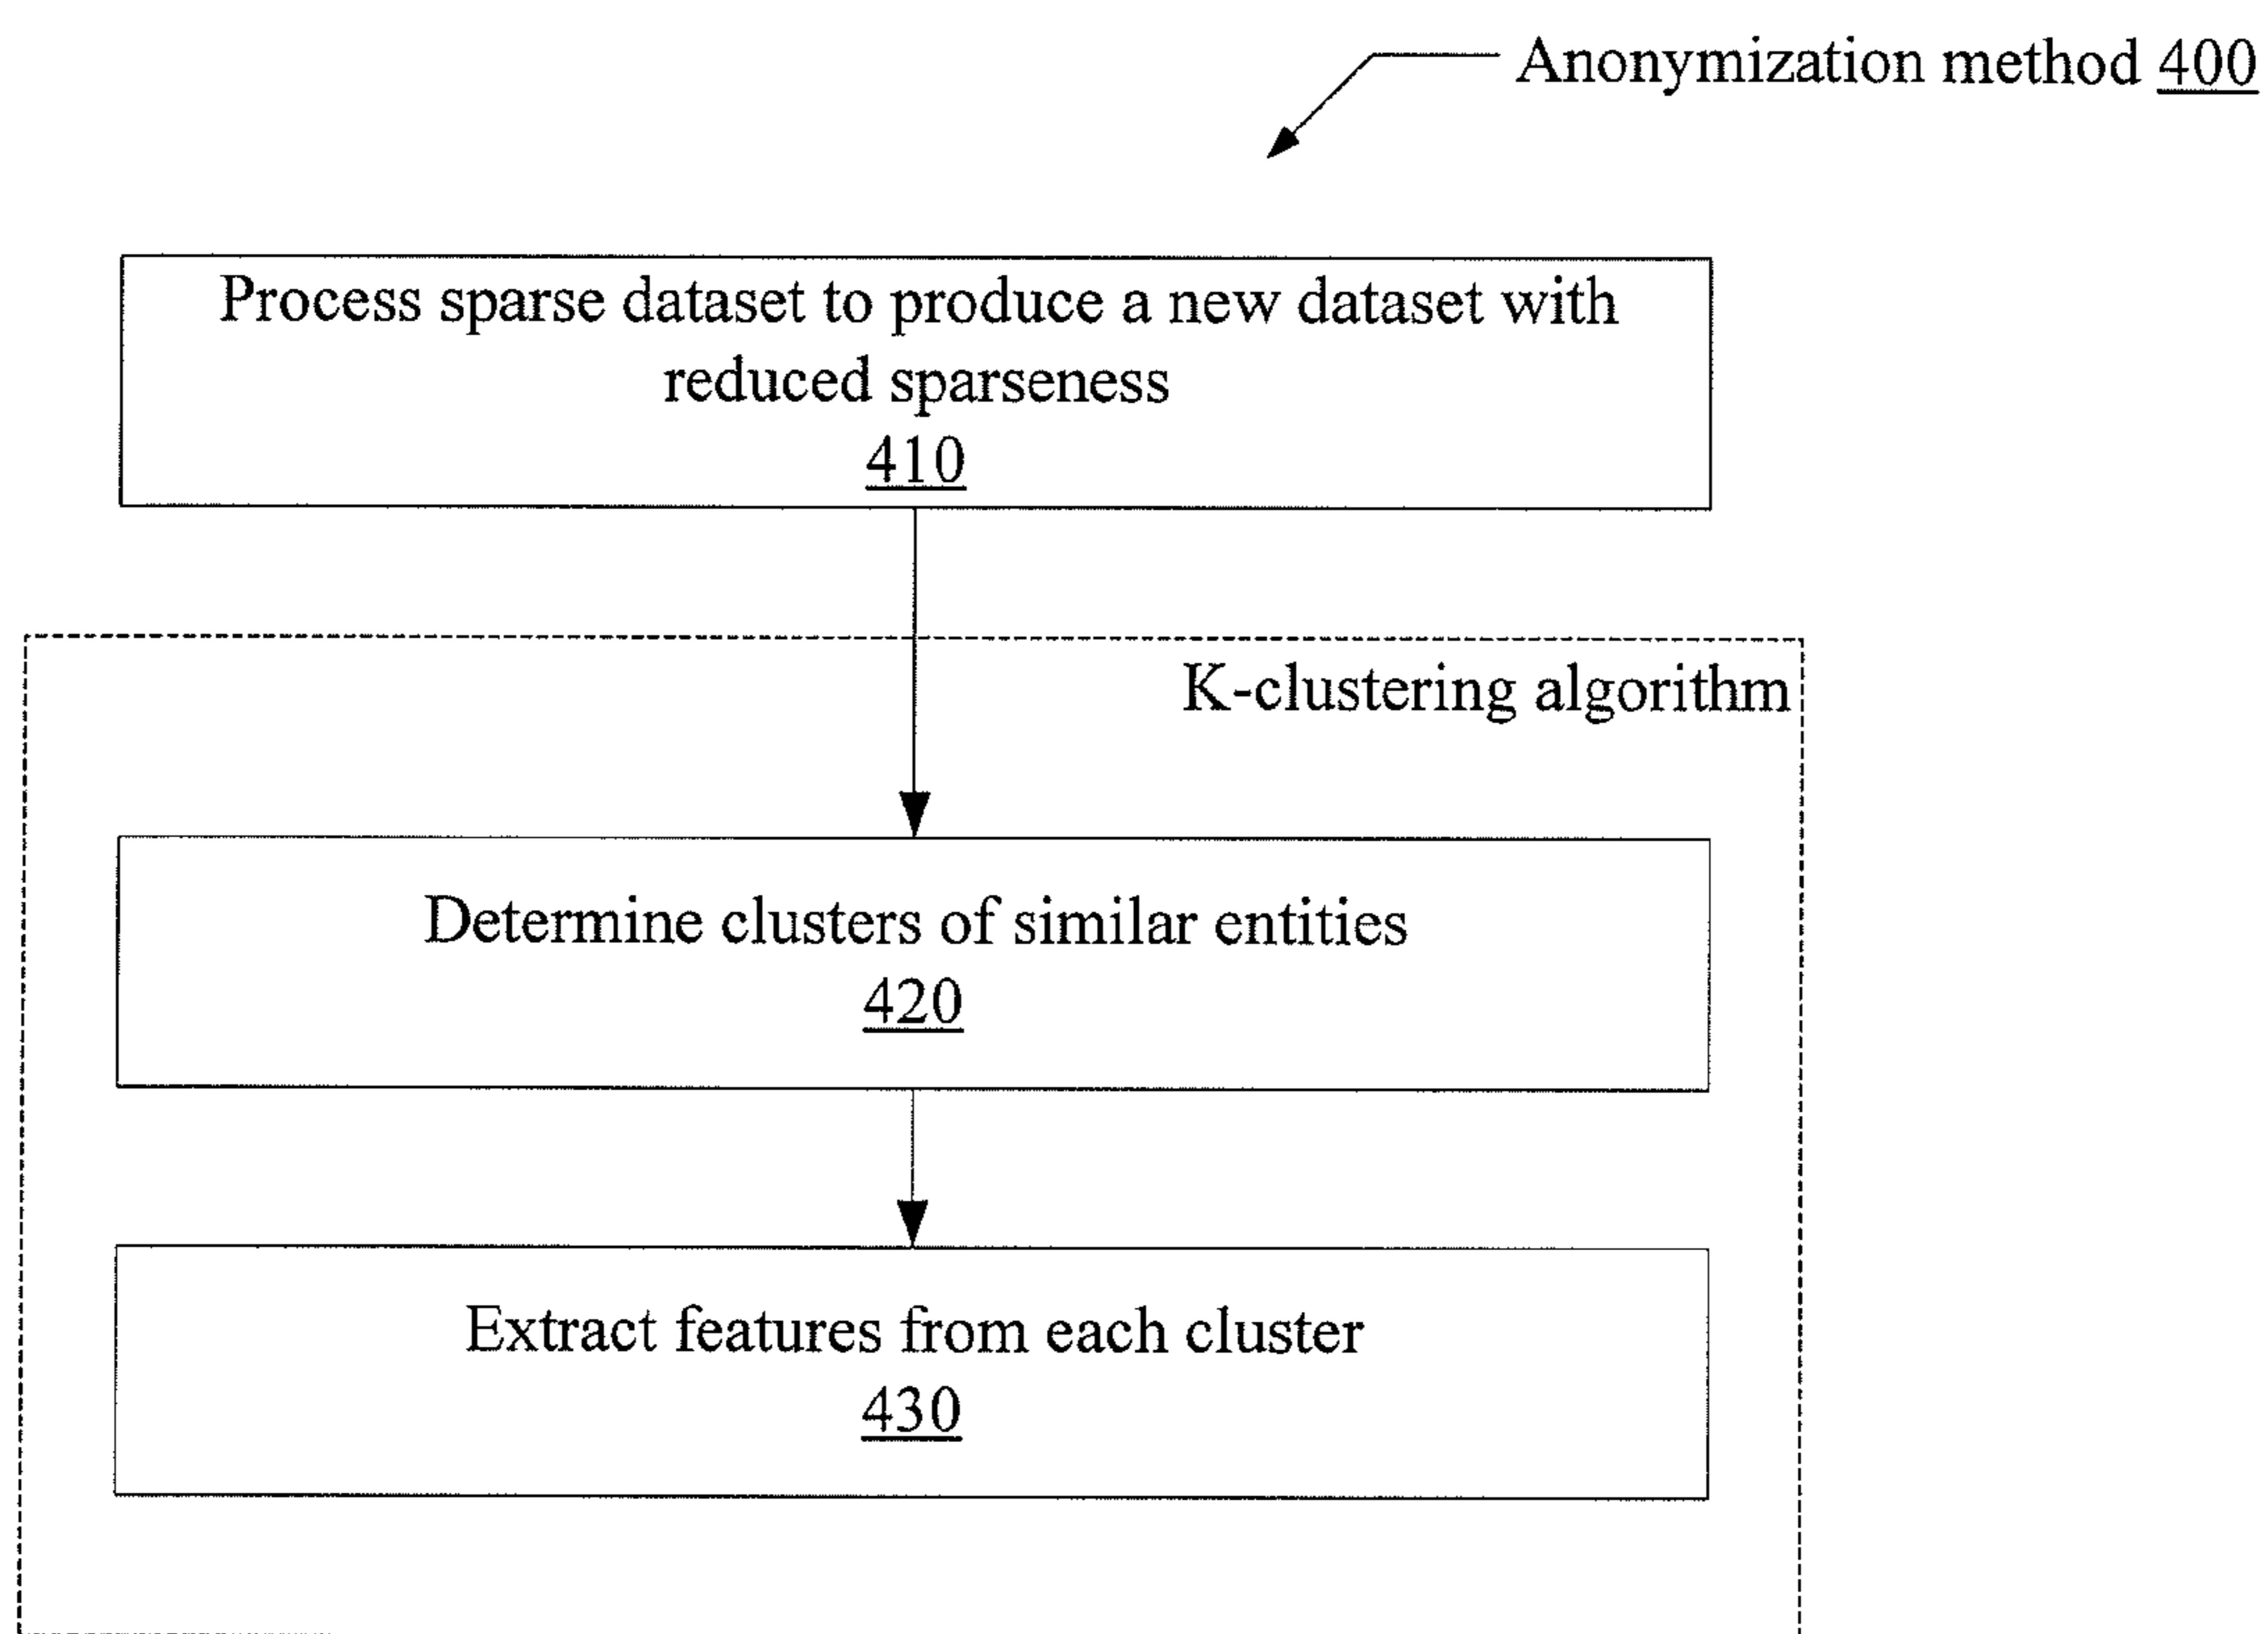 Anonymization method 400
Process sparse dataset to produce a new dataset with
reduced sparseness
410
K-clustering algorithm
Determine clusters of similar entities
420
Extract features from each cluster
430